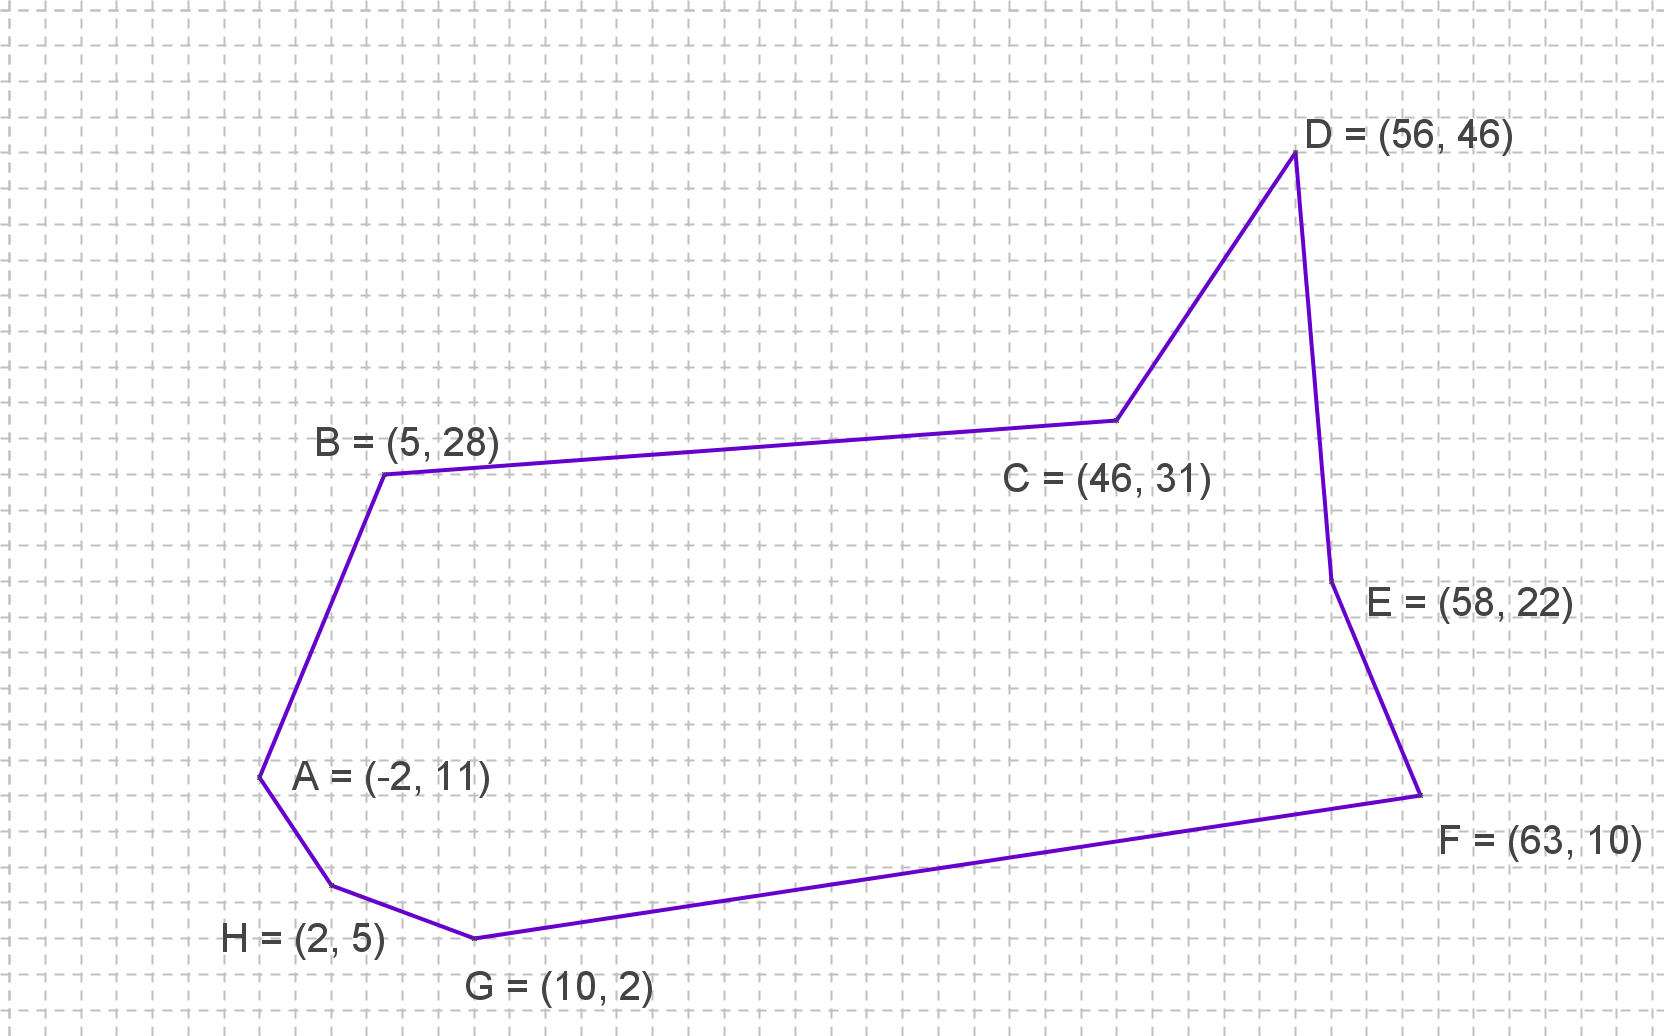 D = (56, 46)
B = (5, 28)
C = (46, 31)
E = (58, 22)
A = (-2, 11)
F = (63, 10)
H = (2, 5)
G = (10, 2)